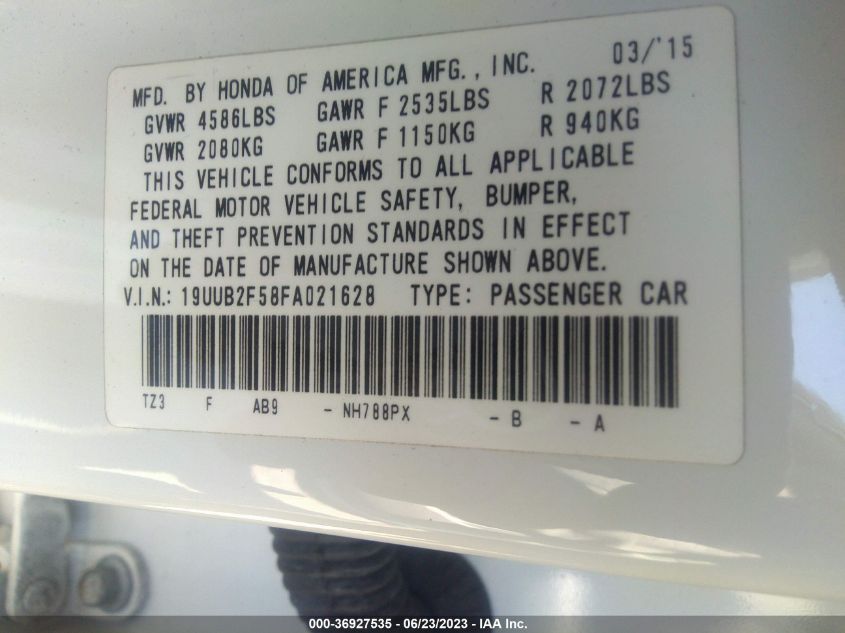 03/'15
MFD. BY HONDA OF AMERICA MFG., INC.
GVWR 4586LBS GAWR F 2535LBS R 2072LBS
GVWR 2080KG GAWR F 1150KG R 940KG
THIS VEHICLE CONFORMS TO ALL APPLICABLE
FEDERAL MOTOR VEHICLE SAFETY, BUMPER,
AND THEFT PREVENTION STANDARDS IN EFFECT
ON THE DATE OF MANUFACTURE SHOWN ABOVE.
V.I.N.: 19UUB2F58FA021628 TYPE: PASSENGER CAR
TZ3 F AB9 - NH788PX - B - A
000-36927535 - 06/23/2023 - IAA Inc.